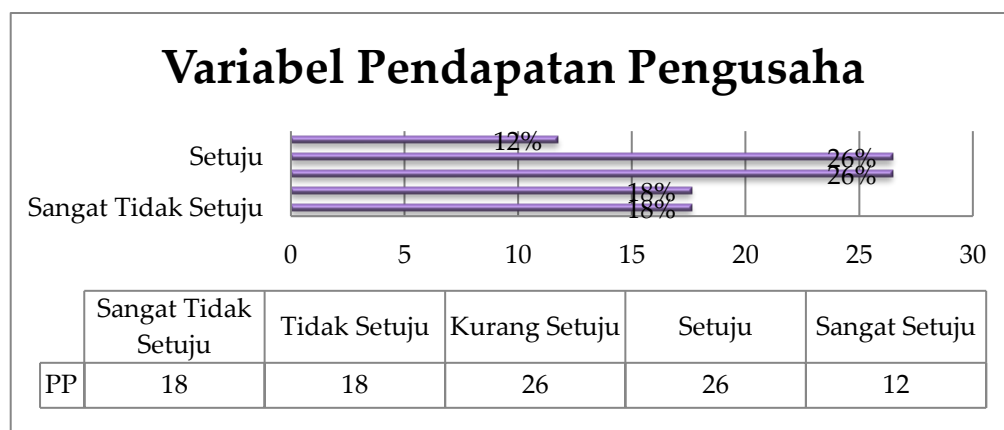 Variabel Pendapatan Pengusaha
12%
Setuju
26%
26%
18%
Sangat Tidak Setuju
18%
0 5 10 15 20 25 30
Sangat Tidak
Setuju
Tidak Setuju
Kurang Setuju
Setuju
Sangat Setuju
PP 18 18 26 26 12